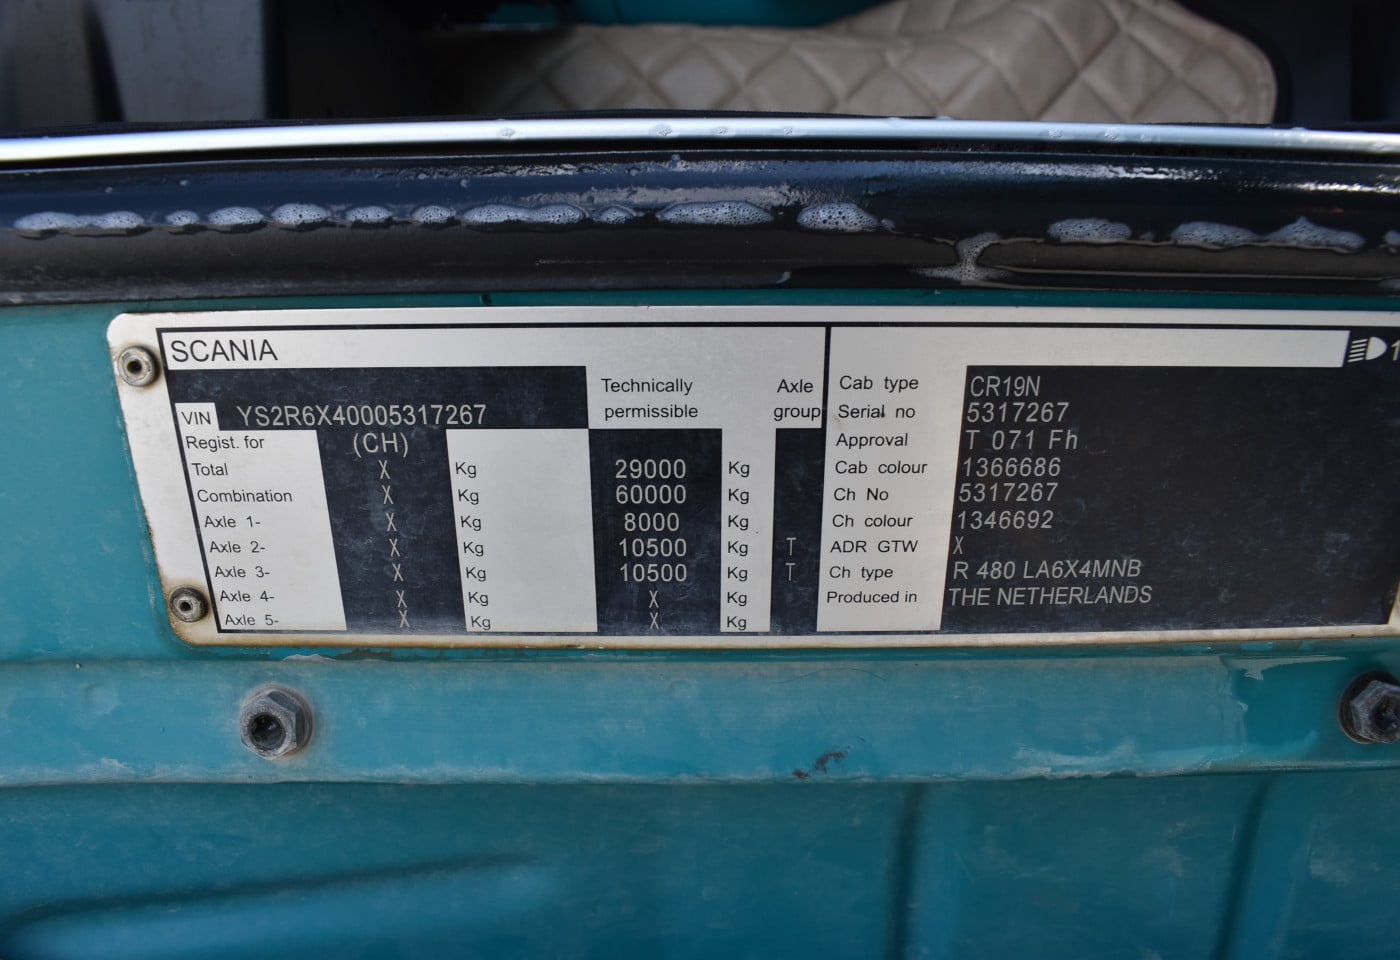 SCANIA
VIN YS2R6X40005317267
Regist. for (CH) Technically permissible Axle group
Total X Kg 29000 Kg
Combination X Kg 60000 Kg
Axle 1- X Kg 8000 Kg
Axle 2- X Kg 10500 Kg T
Axle 3- X Kg 10500 Kg T
Axle 4- X Kg X Kg
Axle 5- X Kg X Kg
Cab type CR19N
Serial no 5317267
Approval T 071 Fh
Cab colour 1366686
Ch No 5317267
Ch colour 1346692
ADR GTW X
Ch type R 480 LA6X4MNB
Produced in THE NETHERLANDS